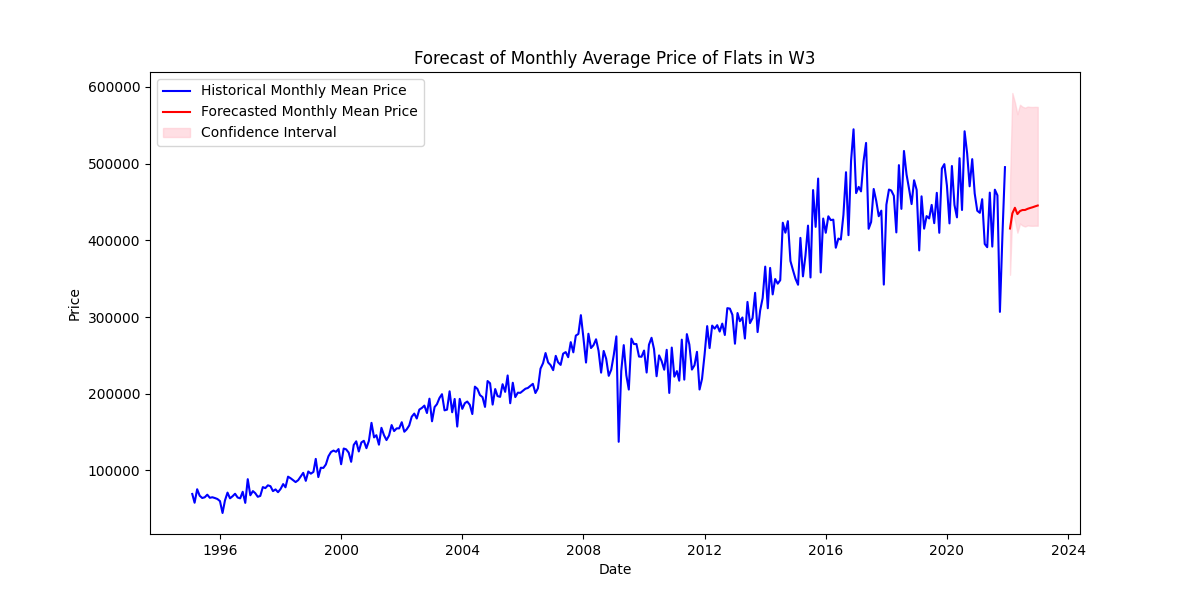 Forecast of Monthly Average Price of Flats in W3
Historical Monthly Mean Price
Forecasted Monthly Mean Price
Confidence Interval
600000
500000
400000
300000
200000
100000
Price
1996 2000 2004 2008 2012 2016 2020 2024
Date